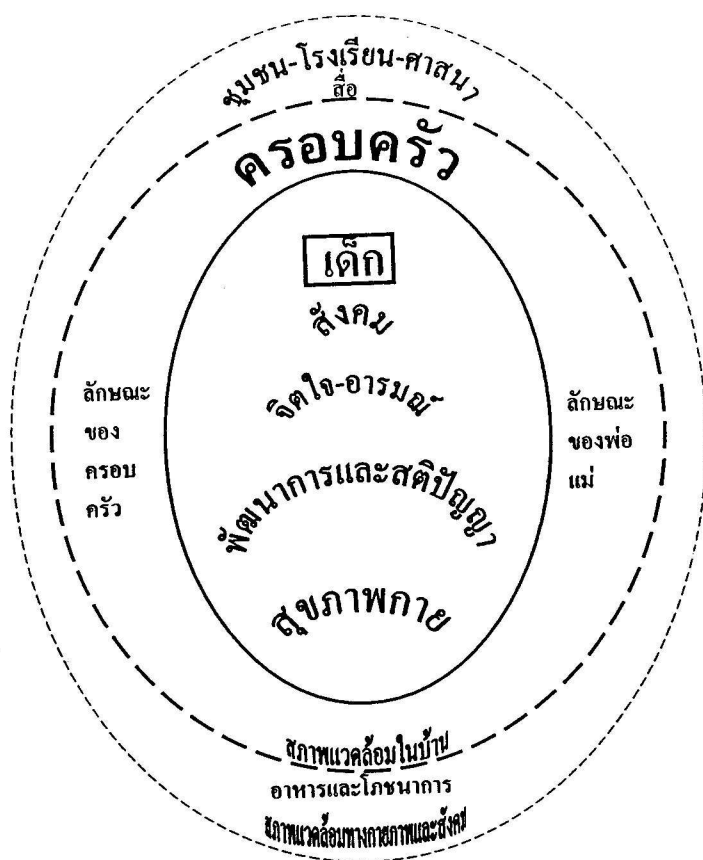 ชุมชน-โรงเรียน-ศาสนา
สื่อ
ครอบครัว
เด็ก
สังคม
จิตใจ-อารมณ์
พัฒนาการและสติปัญญา
สุขภาพกาย
ลักษณะ
ของ
ครอบ
ครัว
ลักษณะ
ของพ่อ
แม่
สภาพแวดล้อมในบ้าน
อาหารและโภชนาการ
สภาพแวดล้อมทางกายภาพและสังคม